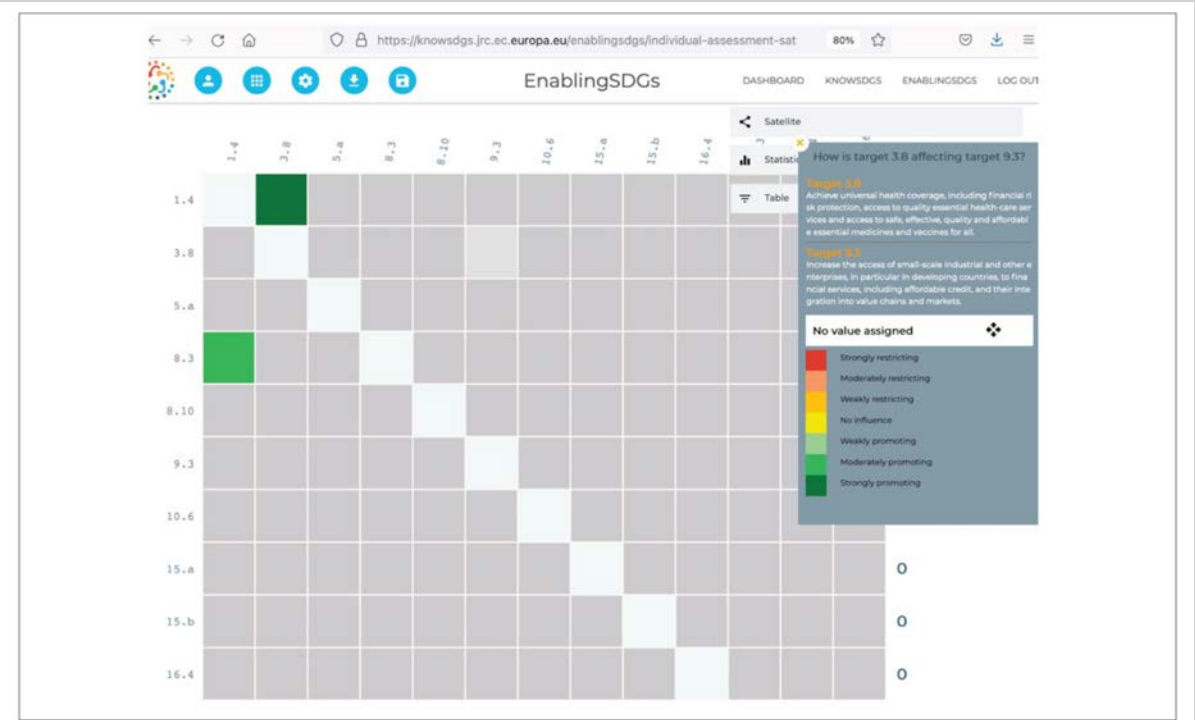 https://knowsdgs.jrc.ec.europa.eu/enablingsdgs/individual-assessment-sat
80%
EnablingSDGs
DASHBOARD
KNOWSDGS
ENABLINGSDGS
LOG OUT
Satellite
Statistic
Table
1.4
3.8
5.a
8.3
8.10
9.3
10.6
15.a
15.b
16.4
How is target 3.8 affecting target 9.3?
Target 3.8
Achieve universal health coverage, including financial ri
sk protection, access to quality essential health-care ser
vices and access to safe, effective, quality and affordabl
e essential medicines and vaccines for all.
Target 9.3
Increase the access of small-scale industrial and other e
nterprises, in particular in developing countries, to fina
ncial services, including affordable credit, and their inte
gration into value chains and markets.
No value assigned
Strongly restricting
Moderately restricting
Weakly restricting
No influence
Weakly promoting
Moderately promoting
Strongly promoting
1.4
3.8
5.a
8.3
8.10
9.3
10.6
15.a
0
15.b
0
16.4
0